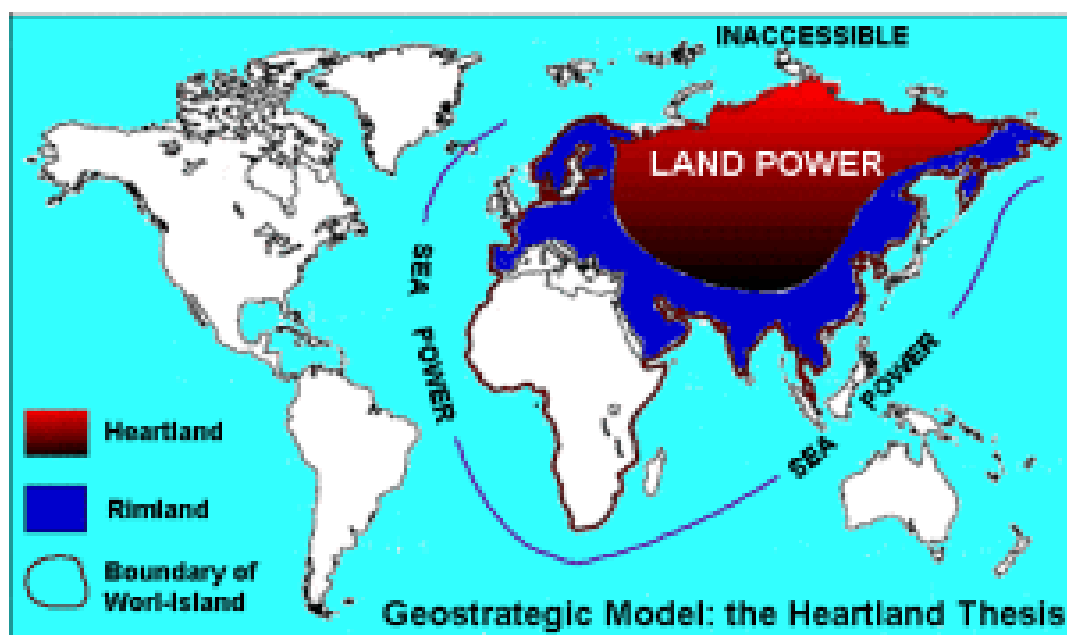 INACCESSIBLE
LAND POWER
SEA POWER
SEA POWER
Heartland
Rimland
Boundary of
Worl-Island
Geostrategic Model: the Heartland Thesis